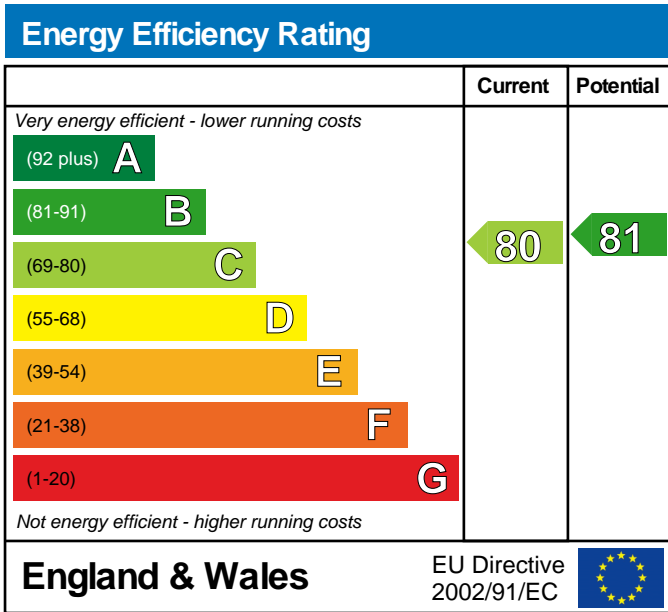 Energy Efficiency Rating
Current Potential
Very energy efficient - lower running costs
(92 plus) A
(81-91) B
(69-80) C
80
81
(55-68) D
(39-54) E
(21-38) F
(1-20) G
Not energy efficient - higher running costs
England & Wales
EU Directive
2002/91/EC